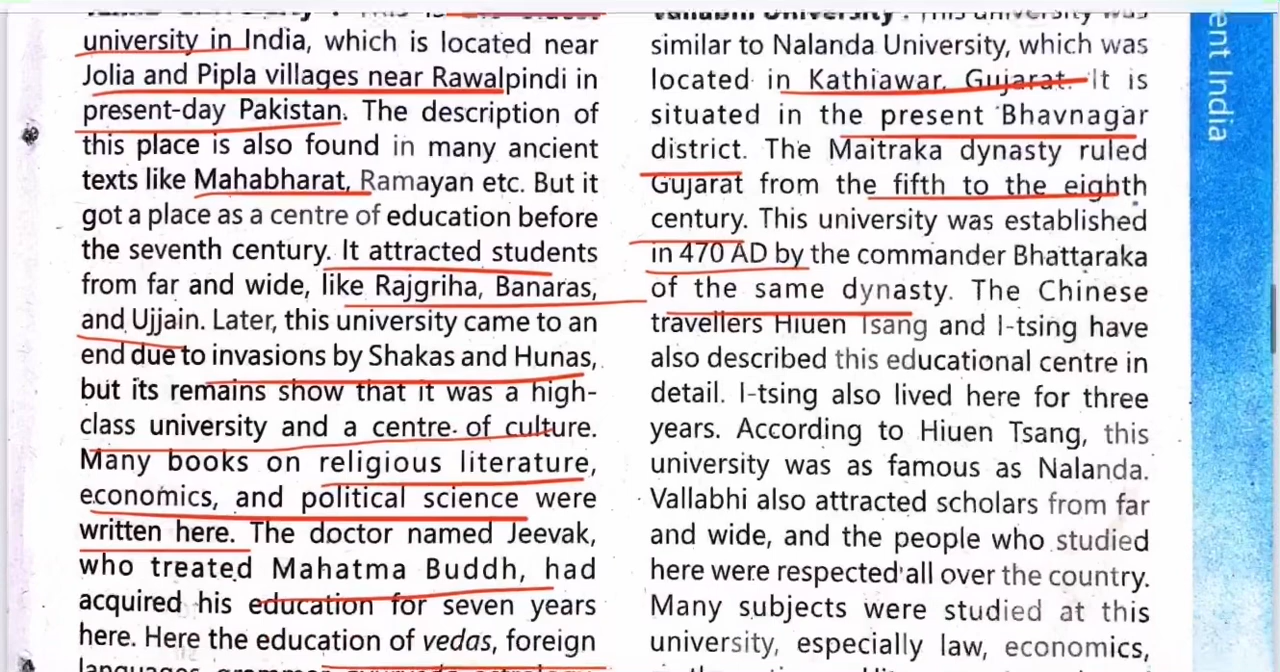 university in India, which is located near
Jolia and Pipla villages near Rawalpindi in
present-day Pakistan. The description of
this place is also found in many ancient
texts like Mahabharat, Ramayan etc. But it
got a place as a centre of education before
the seventh century. It attracted students
from far and wide, like Rajgriha, Banaras,
and Ujjain. Later, this university came to an
end due to invasions by Shakas and Hunas,
but its remains show that it was a high-
class university and a centre of culture.
Many books on religious literature,
economics, and political science were
written here. The doctor named Jeevak,
who treated Mahatma Buddh, had
acquired his education for seven years
here. Here the education of vedas, foreign
Vallabhi University : This university was
similar to Nalanda University, which was
located in Kathiawar, Gujarat. It is
situated in the present Bhavnagar
district. The Maitraka dynasty ruled
Gujarat from the fifth to the eighth
century. This university was established
in 470 AD by the commander Bhattaraka
of the same dynasty. The Chinese
travellers Hiuen Tsang and I-tsing have
also described this educational centre in
detail. I-tsing also lived here for three
years. According to Hiuen Tsang, this
university was as famous as Nalanda.
Vallabhi also attracted scholars from far
and wide, and the people who studied
here were respected all over the country.
Many subjects were studied at this
university, especially law, economics,
ent India